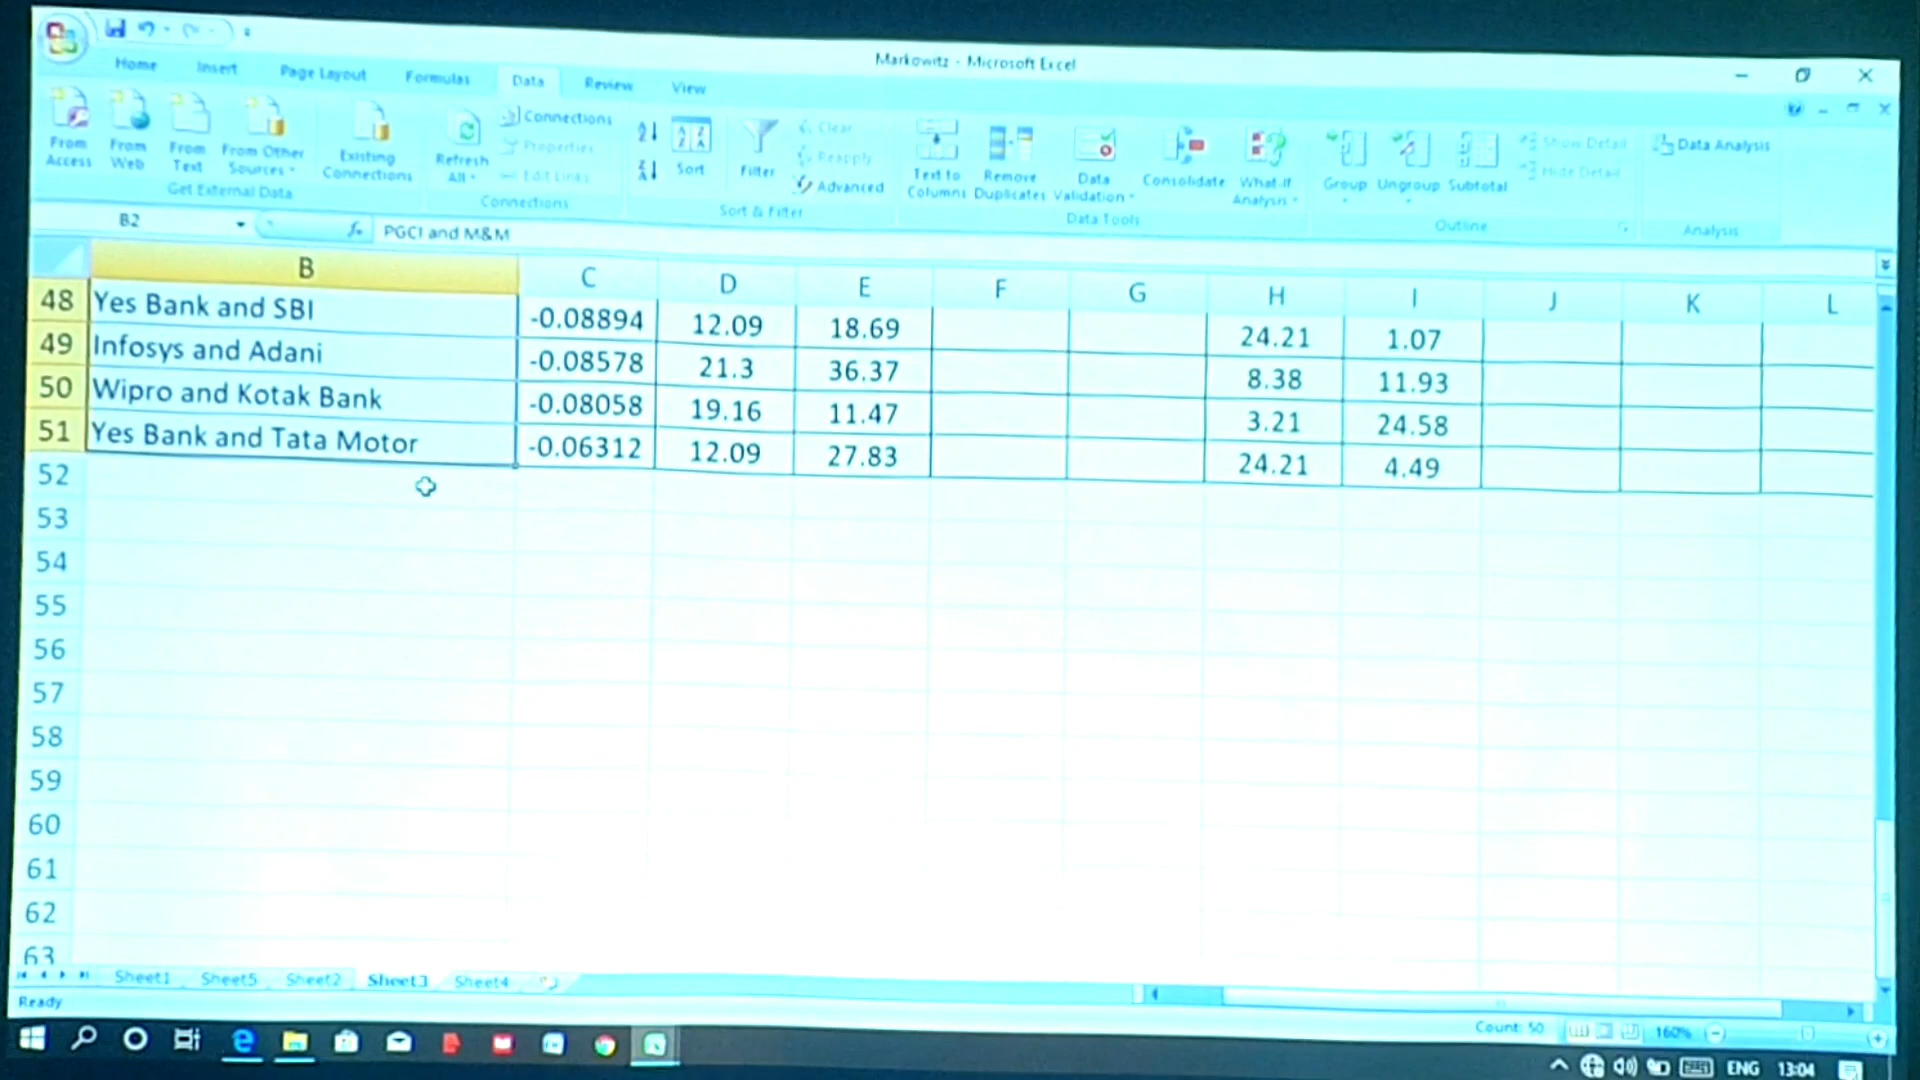 Markowitz - Microsoft Excel
Home Insert Page Layout Formulas Data Review View
From Access From Web From Text From Other Sources Existing Connections
Get External Data
Refresh All Connections Properties Edit Links
Connections
Sort Filter Clear Reapply Advanced
Sort & Filter
Text to Columns Remove Duplicates Data Validation Consolidate What-If Analysis
Data Tools
Group Ungroup Subtotal Show Detail Hide Detail
Outline
Data Analysis
Analysis
B2 PGCI and M&M
B C D E F G H I J K L
48 Yes Bank and SBI -0.08894 12.09 18.69 24.21 1.07
49 Infosys and Adani -0.08578 21.3 36.37 8.38 11.93
50 Wipro and Kotak Bank -0.08058 19.16 11.47 3.21 24.58
51 Yes Bank and Tata Motor -0.06312 12.09 27.83 24.21 4.49
52
53
54
55
56
57
58
59
60
61
62
63
Sheet1 Sheet5 Sheet2 Sheet3 Sheet4
Ready Count: 50 160%
ENG 13:04